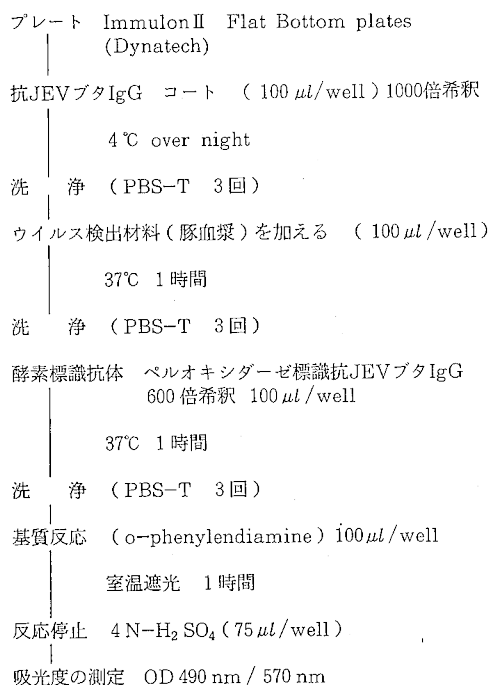 プレート Immulon Ⅱ Flat Bottom plates
(Dynatech)
抗JEVブタIgG コート (100 μl/well) 1000倍希釈
4℃ over night
洗 浄 (PBS-T 3回)
ウイルス検出材料(豚血漿)を加える (100 μl/well)
37℃ 1時間
洗 浄 (PBS-T 3回)
酵素標識抗体 ペルオキシダーゼ標識抗JEVブタIgG
600倍希釈 100 μl/well
37℃ 1時間
洗 浄 (PBS-T 3回)
基質反応 (o-phenylendiamine) 100 μl/well
室温遮光 1時間
反応停止 4N-H₂SO₄ (75 μl/well)
吸光度の測定 OD 490 nm / 570 nm